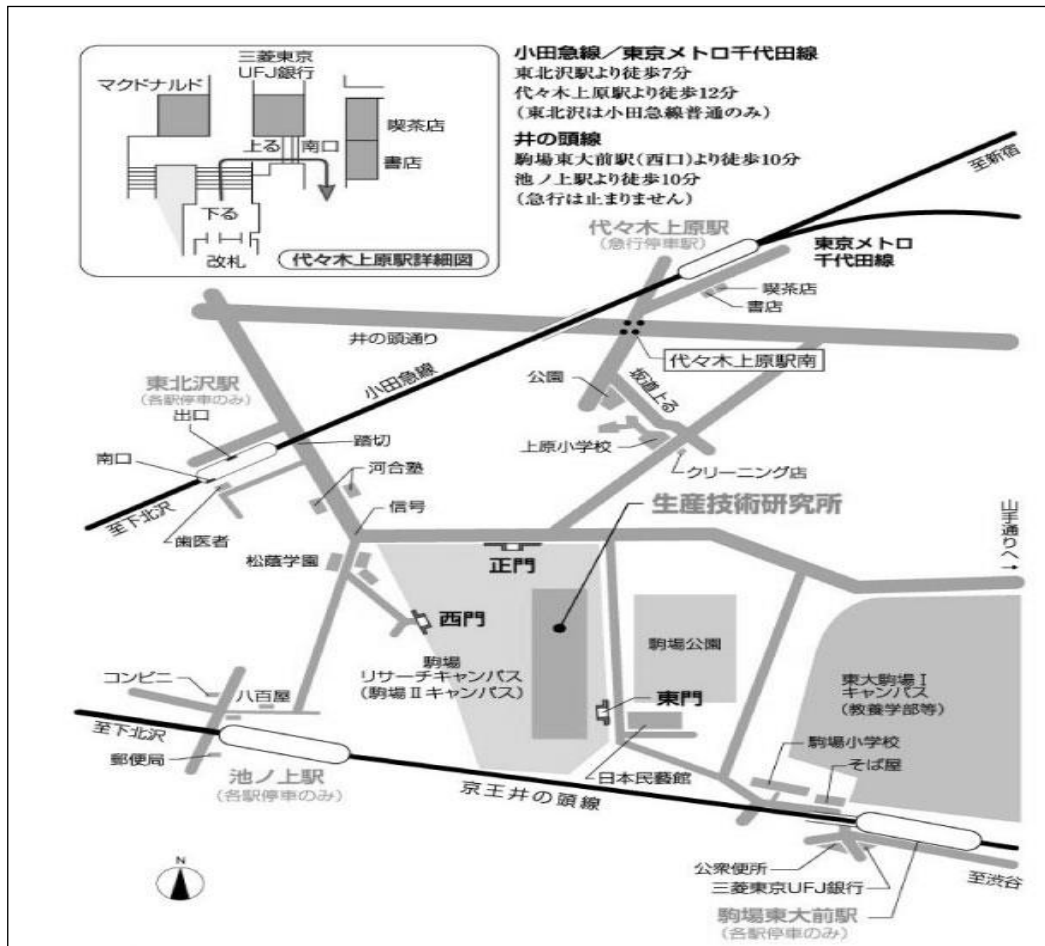 三菱東京
UFJ銀行
マクドナルド
喫茶店
上る
南口
書店
下る
改札
代々木上原駅詳細図
小田急線／東京メトロ千代田線
東北沢駅より徒歩7分
代々木上原駅より徒歩12分
（東北沢は小田急線普通のみ）
井の頭線
駒場東大前駅（西口）より徒歩10分
池ノ上駅より徒歩10分
（急行は止まりません）
至新宿
代々木上原駅
（急行停車駅）
東京メトロ
千代田線
喫茶店
書店
井の頭通り
代々木上原駅南
小田急線
公園
坂道上る
東北沢駅
（各駅停車のみ）
出口
踏切
上原小学校
クリーニング店
南口
河合塾
至下北沢
歯医者
信号
生産技術研究所
山手通りへ→
松蔭学園
正門
西門
駒場
リサーチキャンパス
（駒場Ⅱキャンパス）
駒場公園
東大駒場Ⅰ
キャンパス
（教養学部等）
コンビニ
八百屋
東門
至下北沢
駒場小学校
そば屋
郵便局
池ノ上駅
（各駅停車のみ）
日本民藝館
京王井の頭線
公衆便所
三菱東京UFJ銀行
至渋谷
駒場東大前駅
（各駅停車のみ）
N